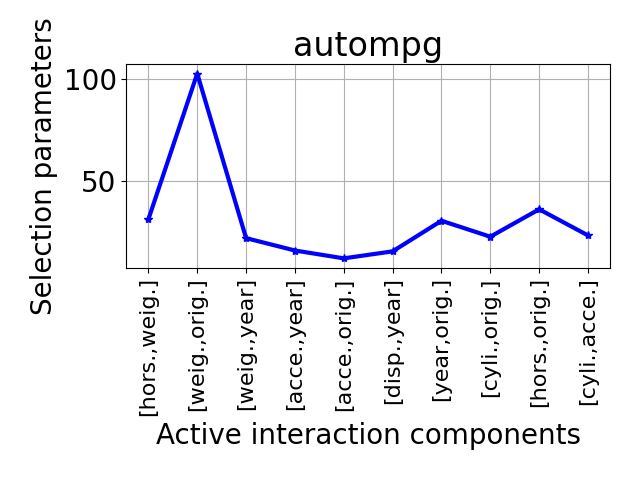 autompg
Selection parameters
100
50
[hors.,weig.]
[weig.,orig.]
[weig.,year]
[acce.,year]
[acce.,orig.]
[disp.,year]
[year,orig.]
[cyli.,orig.]
[hors.,orig.]
[cyli.,acce.]
Active interaction components